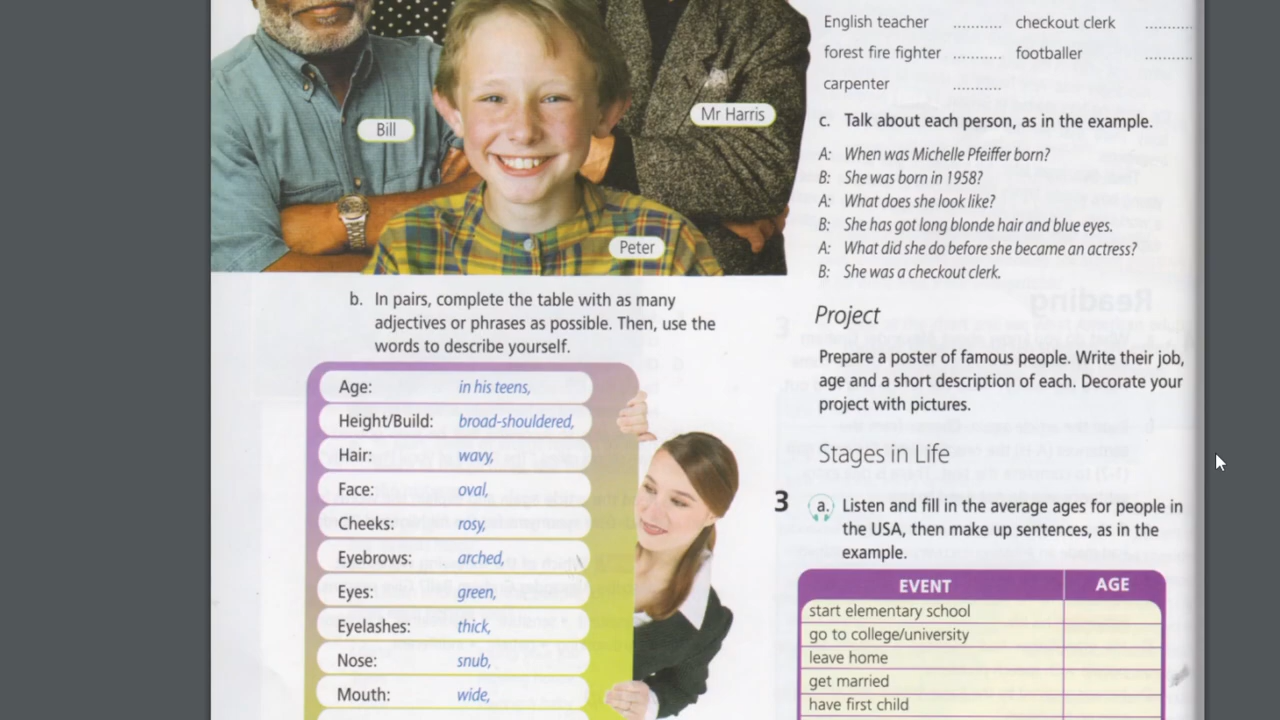 Bill
Mr Harris
Peter
b. In pairs, complete the table with as many
adjectives or phrases as possible. Then, use the
words to describe yourself.
Age: in his teens,
Height/Build: broad-shouldered,
Hair: wavy,
Face: oval,
Cheeks: rosy,
Eyebrows: arched,
Eyes: green,
Eyelashes: thick,
Nose: snub,
Mouth: wide,
English teacher .......... checkout clerk ..........
forest fire fighter .......... footballer ..........
carpenter ..........
c. Talk about each person, as in the example.
A: When was Michelle Pfeiffer born?
B: She was born in 1958?
A: What does she look like?
B: She has got long blonde hair and blue eyes.
A: What did she do before she became an actress?
B: She was a checkout clerk.
Project
Prepare a poster of famous people. Write their job,
age and a short description of each. Decorate your
project with pictures.
Stages in Life
3 a. Listen and fill in the average ages for people in
the USA, then make up sentences, as in the
example.
EVENT AGE
start elementary school
go to college/university
leave home
get married
have first child